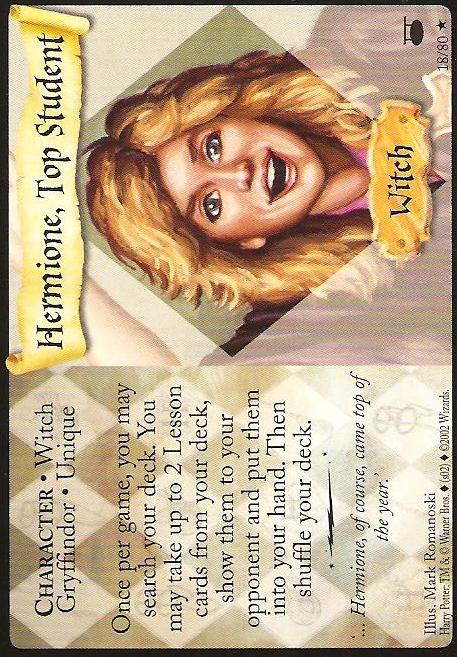 Hermione, Top Student
Witch
18/80 ★
CHARACTER • Witch
Gryffindor • Unique
Once per game, you may
search your deck. You
may take up to 2 Lesson
cards from your deck,
show them to your
opponent and put them
into your hand. Then
shuffle your deck.
'... Hermione, of course, came top of
the year.'
Illus. Mark Romanoski
Harry Potter, TM & © Warner Bros. ♦ (s02) ♦ ©2002 Wizards.